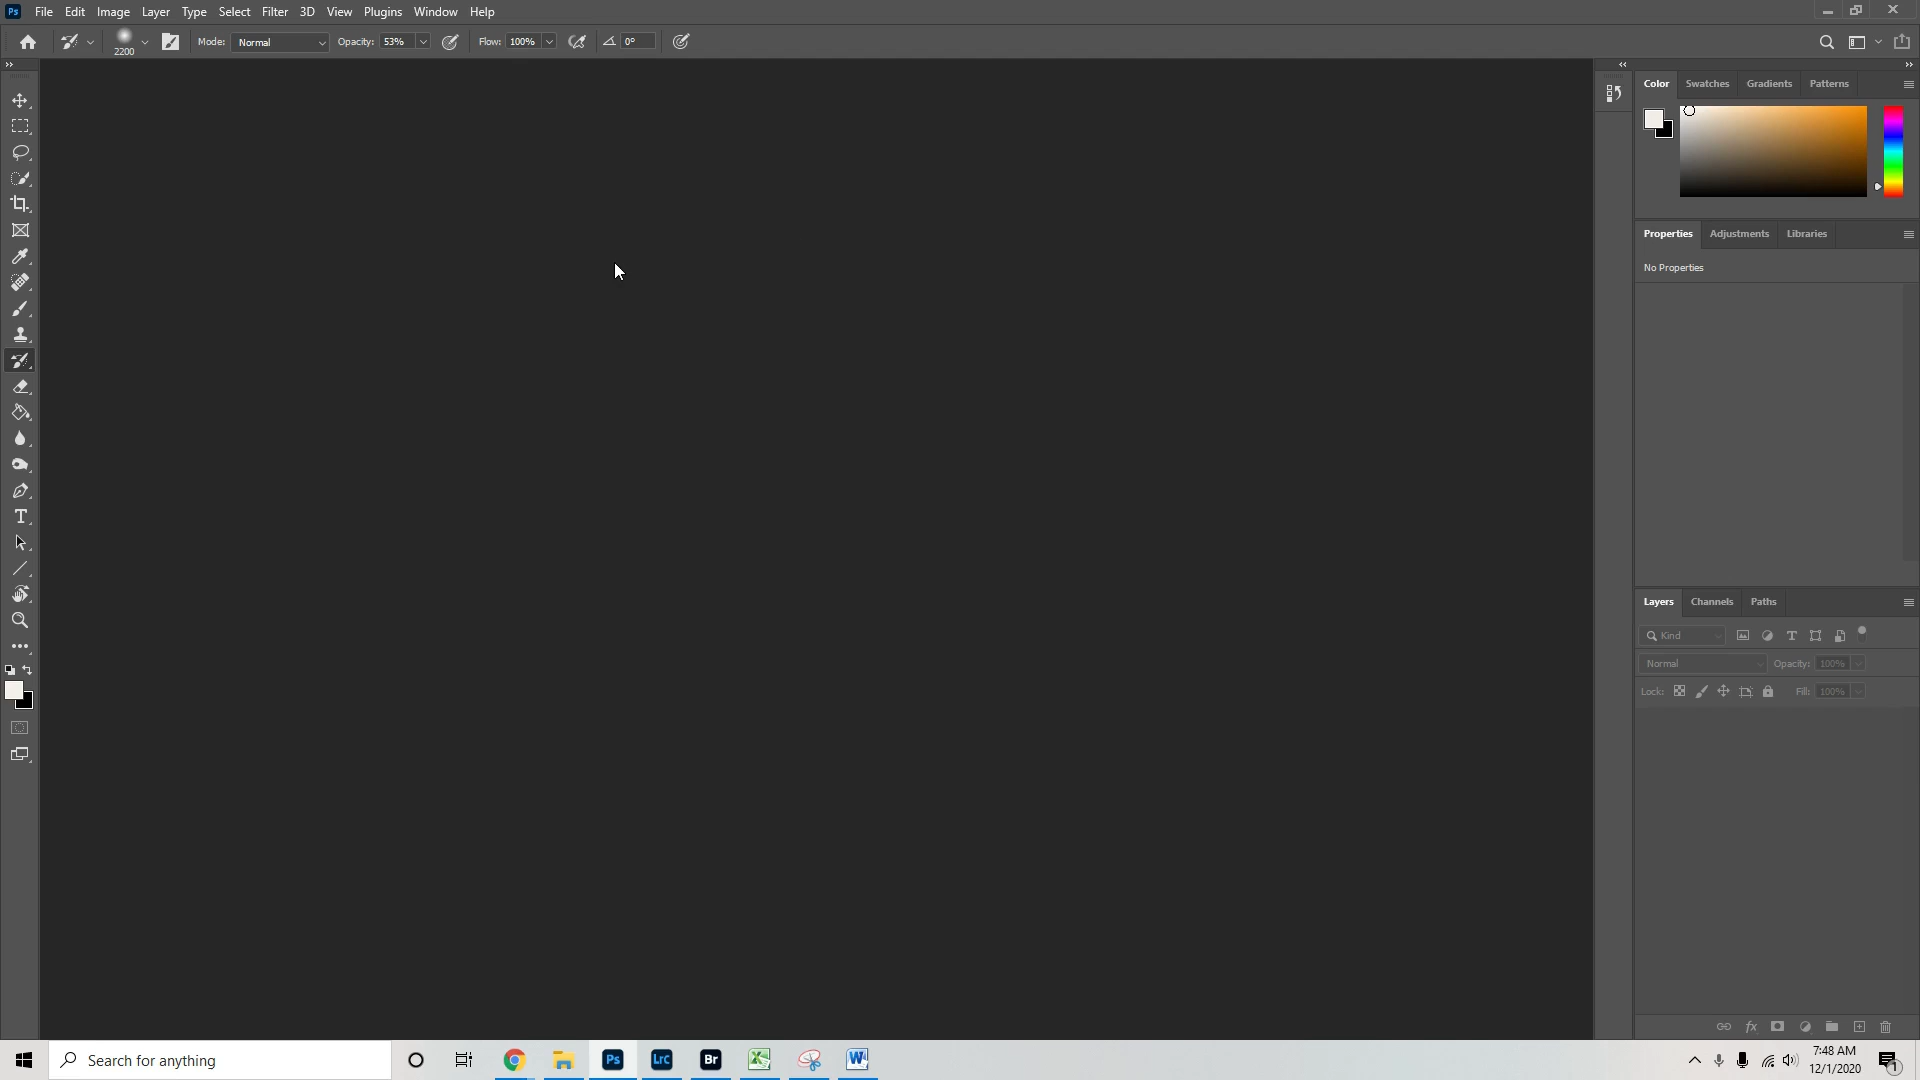 Ps File Edit Image Layer Type Select Filter 3D View Plugins Window Help
2200 Mode: Normal Opacity: 53% Flow: 100% 0°
Color Swatches Gradients Patterns
Properties Adjustments Libraries
No Properties
Layers Channels Paths
Kind
Normal Opacity: 100%
Lock: Fill: 100%
T
Search for anything
Ps LrC Br X W
7:48 AM
12/1/2020
1